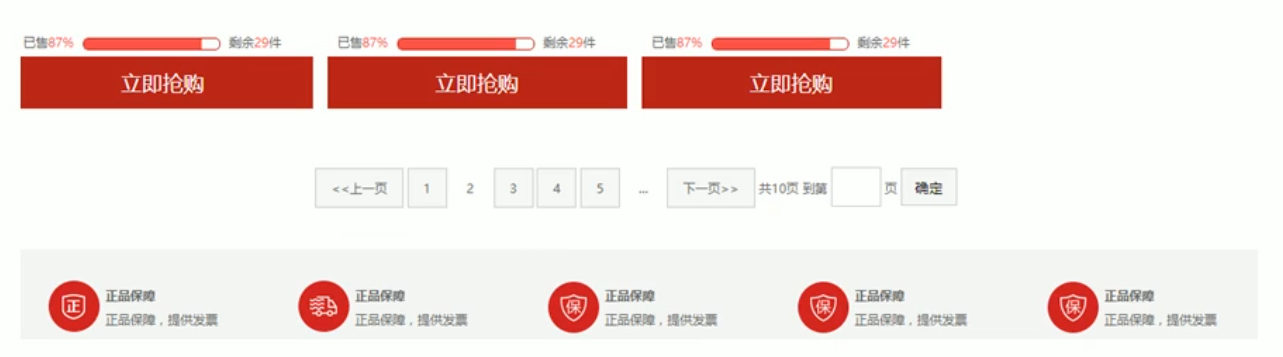 已售87% 剩余29件 已售87% 剩余29件 已售87% 剩余29件
立即抢购 立即抢购 立即抢购
<<上一页 1 2 3 4 5 ... 下一页>> 共10页 到第 页 确定
正品保障 正品保障 正品保障 正品保障 正品保障
正 保 保 保
正品保障，提供发票 正品保障，提供发票 正品保障，提供发票 正品保障，提供发票 正品保障，提供发票